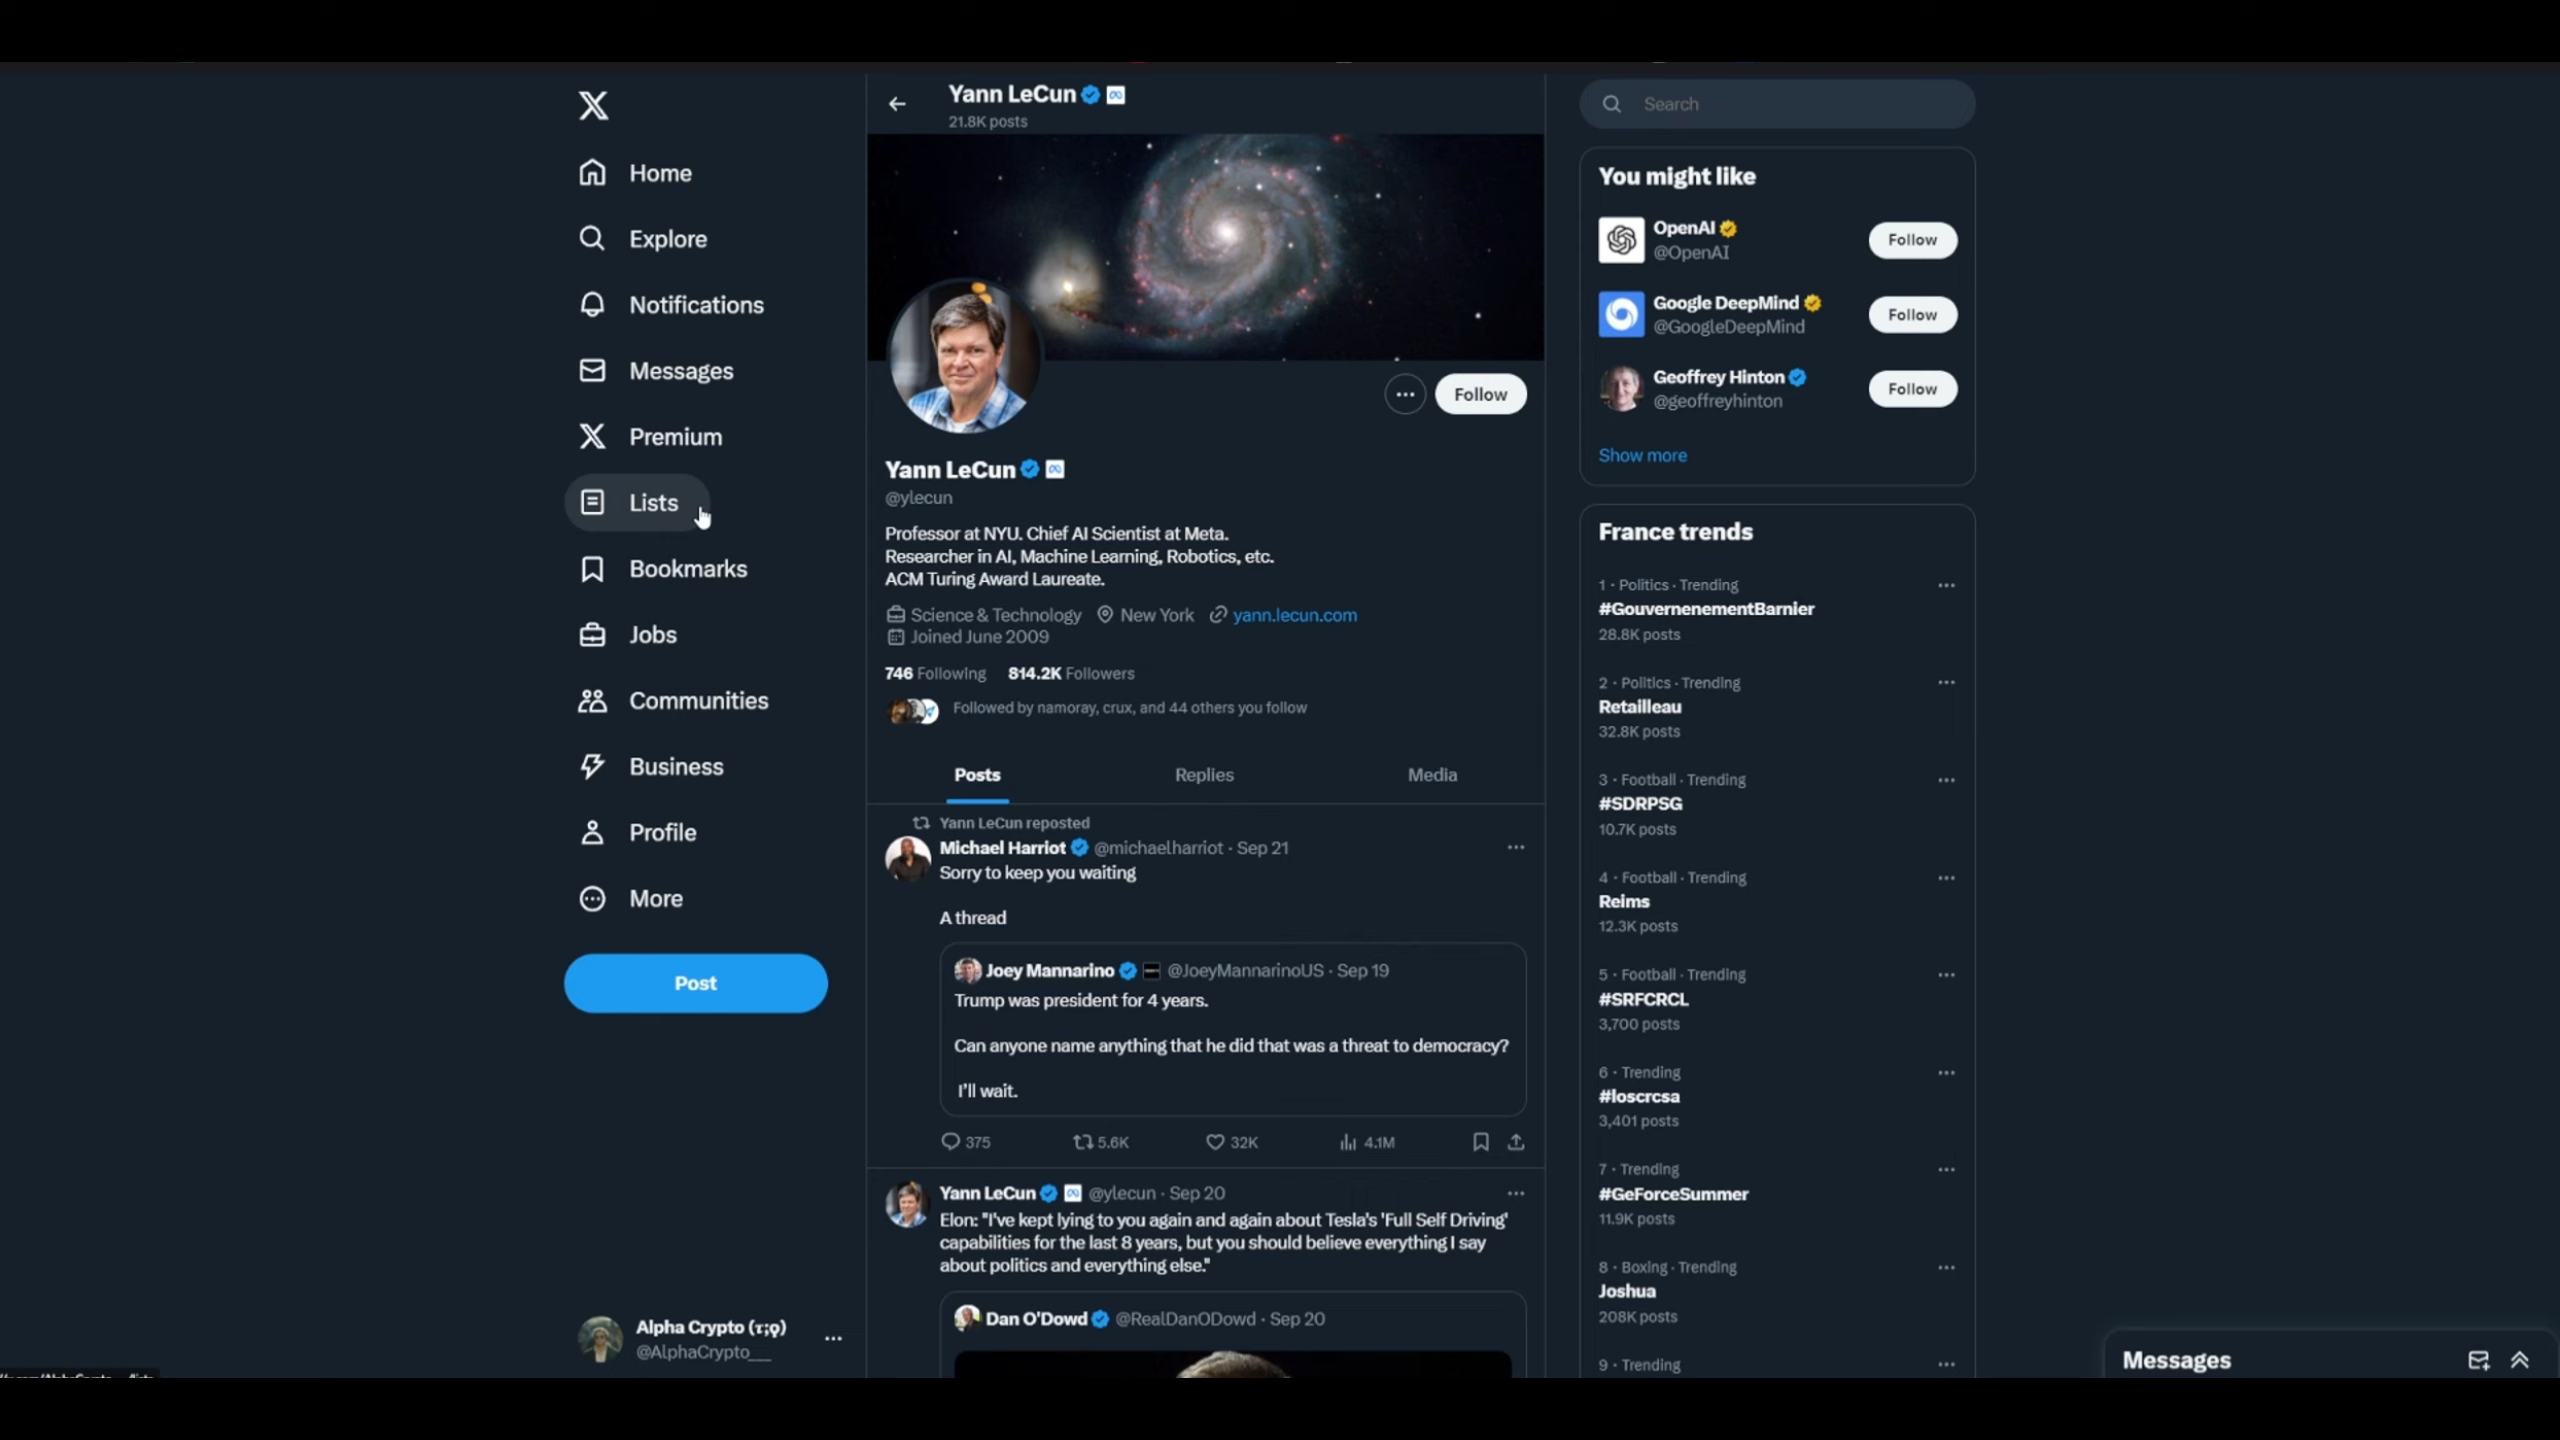 Home
Explore
Notifications
Messages
Premium
Lists
Bookmarks
Jobs
Communities
Business
Profile
More
Post
Alpha Crypto (τ;φ)
@AlphaCrypto__
Yann LeCun
21.8K posts
Follow
Yann LeCun
@ylecun
Professor at NYU. Chief AI Scientist at Meta.
Researcher in AI, Machine Learning, Robotics, etc.
ACM Turing Award Laureate.
Science & Technology New York yann.lecun.com
Joined June 2009
746 Following 814.2K Followers
Followed by namoray, crux, and 44 others you follow
Posts Replies Media
Yann LeCun reposted
Michael Harriot @michaelharriot · Sep 21
Sorry to keep you waiting
A thread
Joey Mannarino @JoeyMannarinoUS · Sep 19
Trump was president for 4 years.
Can anyone name anything that he did that was a threat to democracy?
I'll wait.
375 5.6K 32K 4.1M
Yann LeCun @ylecun · Sep 20
Elon: "I've kept lying to you again and again about Tesla's 'Full Self Driving'
capabilities for the last 8 years, but you should believe everything I say
about politics and everything else."
Dan O'Dowd @RealDanODowd · Sep 20
Search
You might like
OpenAI
@OpenAI
Follow
Google DeepMind
@GoogleDeepMind
Follow
Geoffrey Hinton
@geoffreyhinton
Follow
Show more
France trends
1 · Politics · Trending
#GouvernenementBarnier
28.8K posts
2 · Politics · Trending
Retailleau
32.8K posts
3 · Football · Trending
#SDRPSG
10.7K posts
4 · Football · Trending
Reims
12.3K posts
5 · Football · Trending
#SRFCRCL
3,700 posts
6 · Trending
#loscrcsa
3,401 posts
7 · Trending
#GeForceSummer
11.9K posts
8 · Boxing · Trending
Joshua
208K posts
9 · Trending
Messages